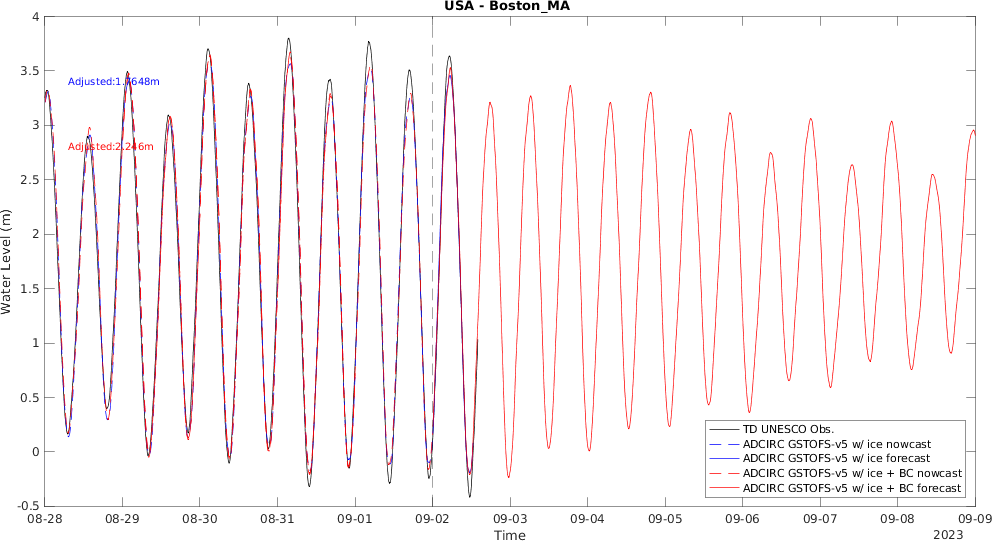 USA - Boston_MA
4
3.5
3
2.5
2
1.5
1
0.5
0
-0.5
Water Level (m)
Adjusted:1.7648m
Adjusted:2.246m
TD UNESCO Obs.
ADCIRC GSTOFS-v5 w/ ice nowcast
ADCIRC GSTOFS-v5 w/ ice forecast
ADCIRC GSTOFS-v5 w/ ice + BC nowcast
ADCIRC GSTOFS-v5 w/ ice + BC forecast
08-28 08-29 08-30 08-31 09-01 09-02 09-03 09-04 09-05 09-06 09-07 09-08 09-09
Time
2023